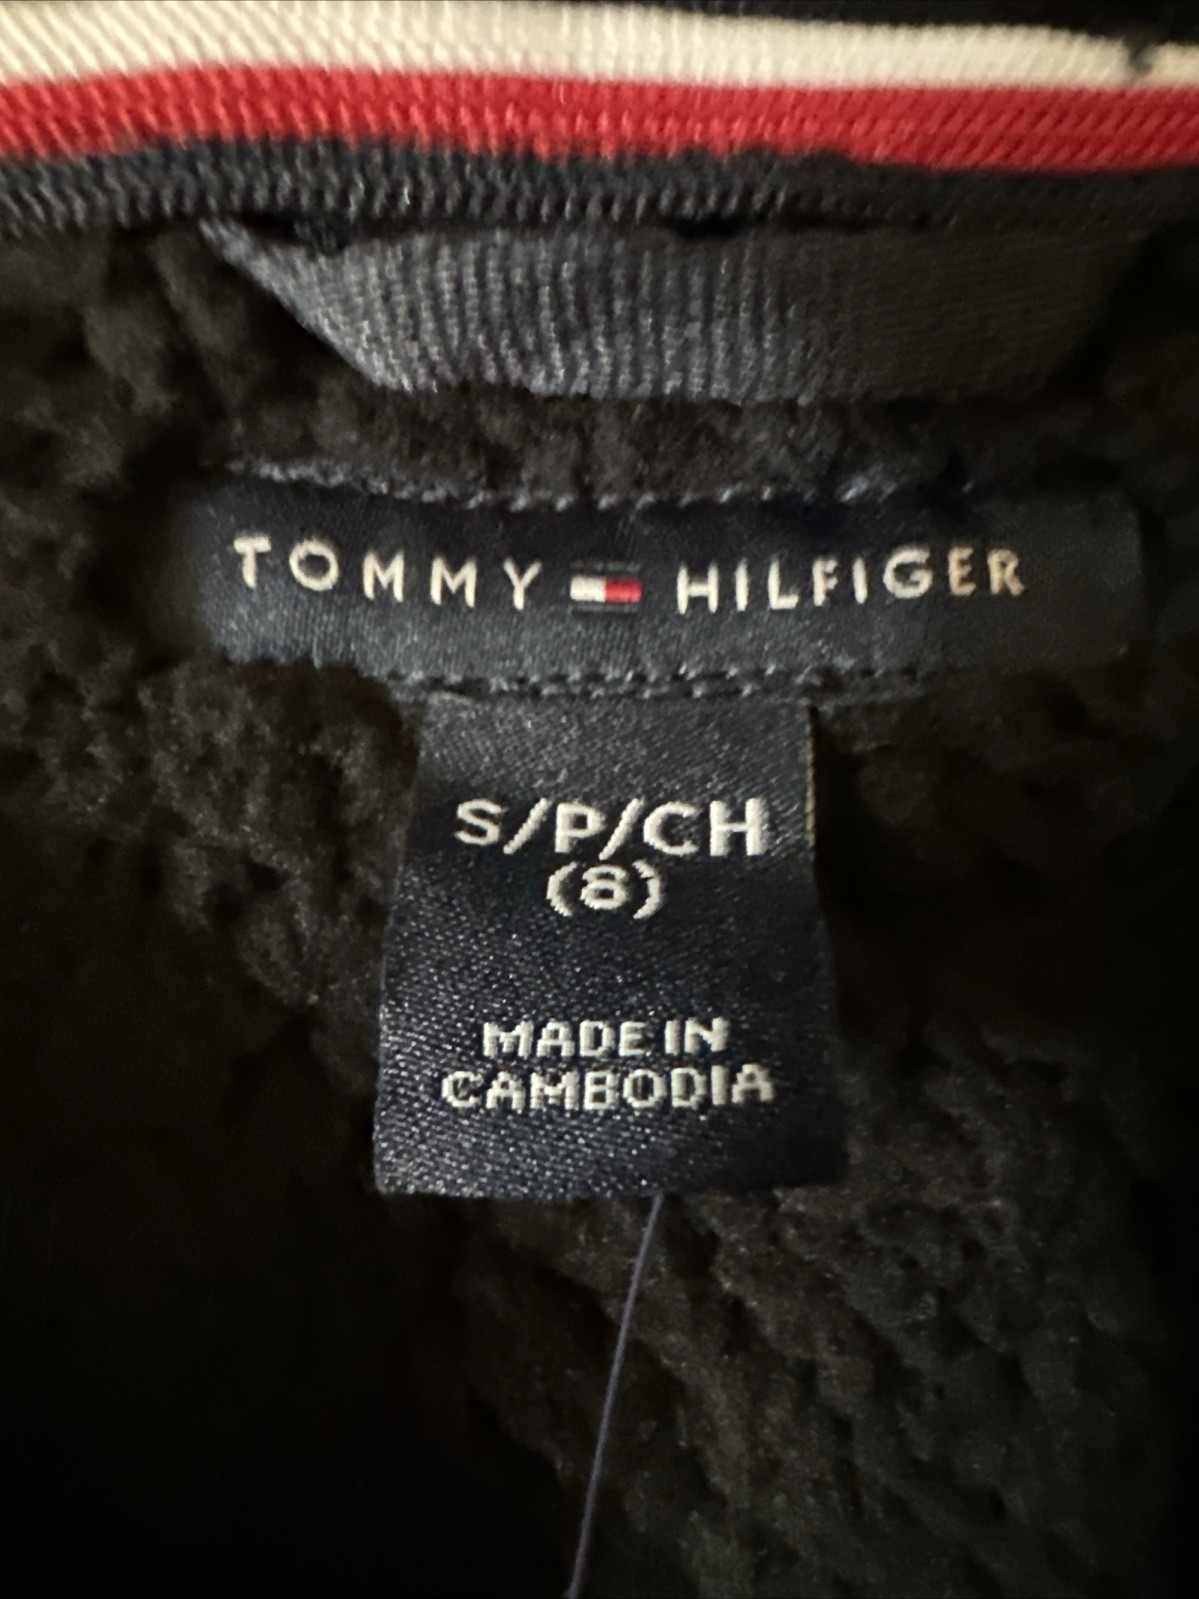 TOMMY HILFIGER
S/P/CH
(8)
MADE IN
CAMBODIA